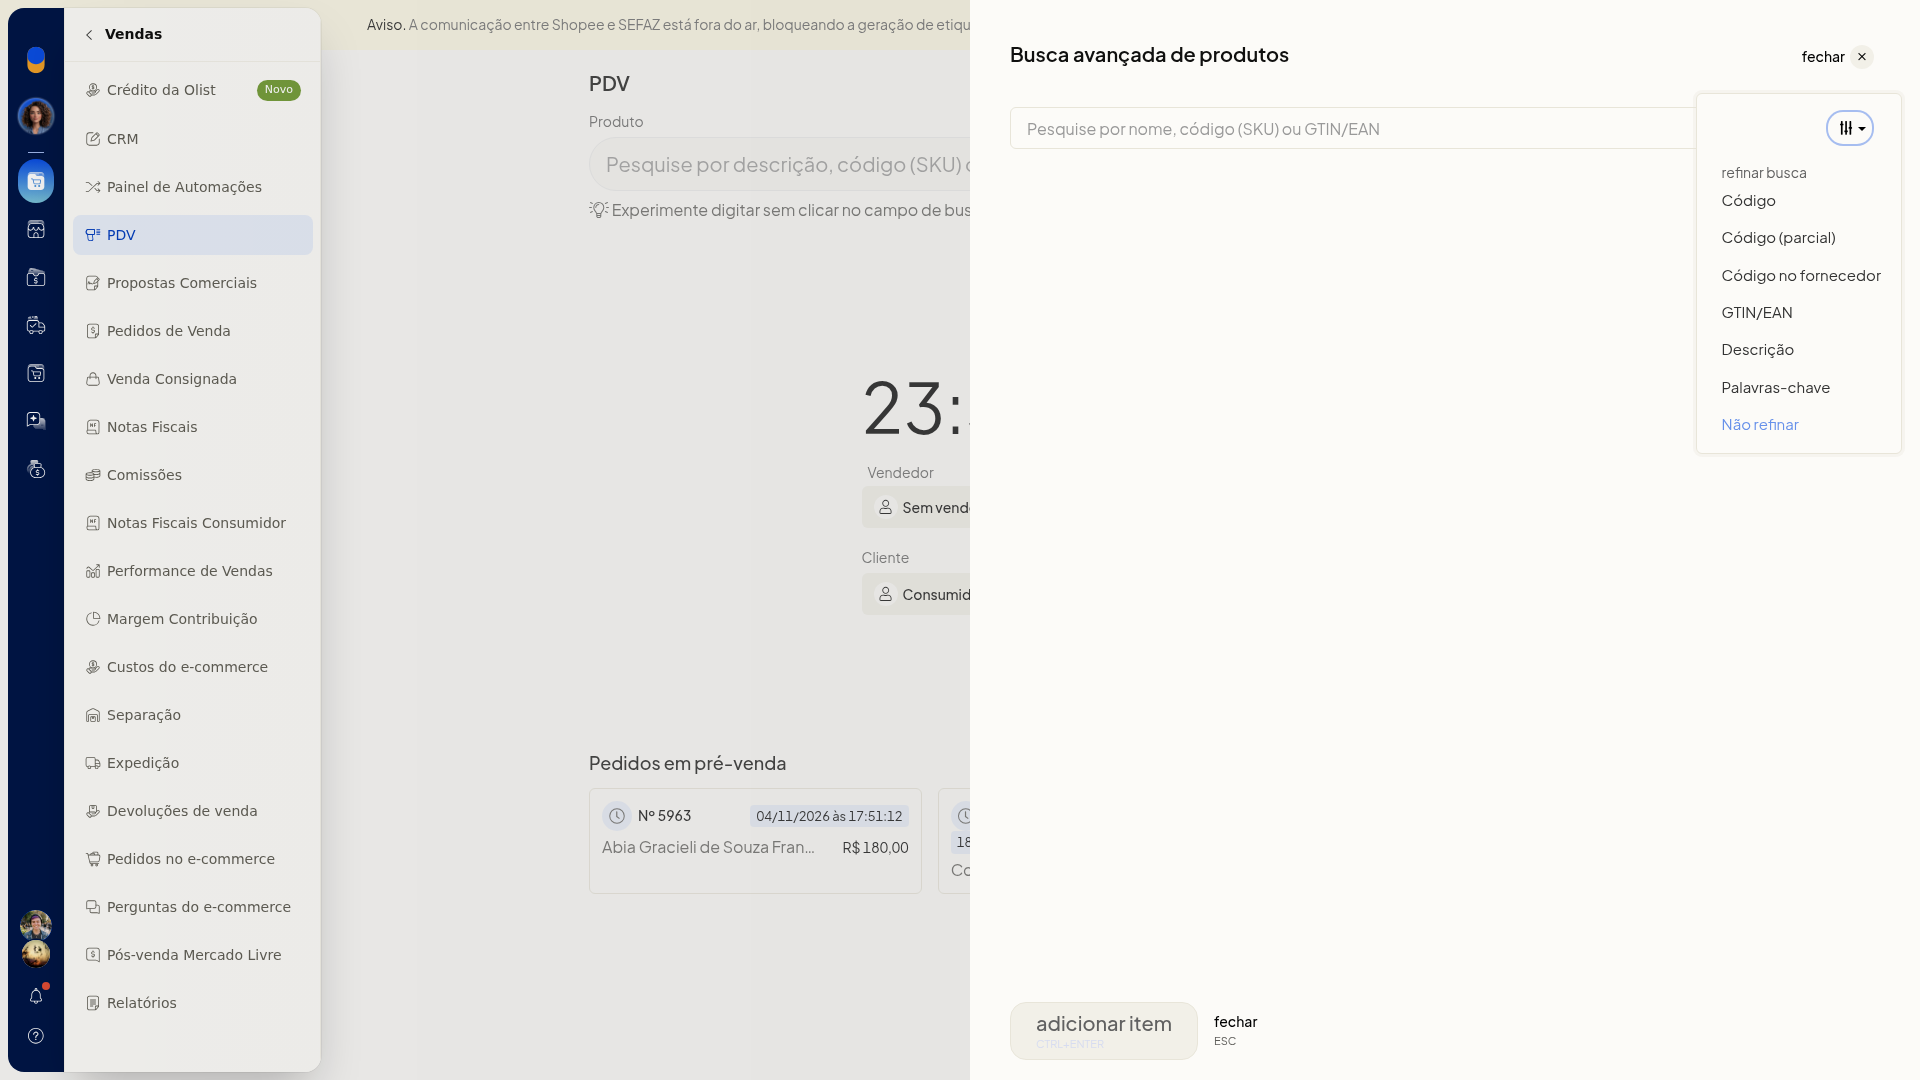 Vendas
Crédito da Olist
Novo
CRM
Painel de Automações
PDV
Propostas Comerciais
Pedidos de Venda
Venda Consignada
Notas Fiscais
Comissões
Notas Fiscais Consumidor
Performance de Vendas
Margem Contribuição
Custos do e-commerce
Separação
Expedição
Devoluções de venda
Pedidos no e-commerce
Perguntas do e-commerce
Pós-venda Mercado Livre
Relatórios
Aviso. A comunicação entre Shopee e SEFAZ está fora do ar, bloqueando a geração de etiqu
PDV
Produto
Pesquise por descrição, código (SKU)
Experimente digitar sem clicar no campo de bus
23:
Vendedor
Sem vend
Cliente
Consumid
Pedidos em pré-venda
Nº 5963
04/11/2026 às 17:51:12
Abia Gracieli de Souza Fran...
R$ 180,00
18
Co
Busca avançada de produtos
fechar
Pesquise por nome, código (SKU) ou GTIN/EAN
refinar busca
Código
Código (parcial)
Código no fornecedor
GTIN/EAN
Descrição
Palavras-chave
Não refinar
adicionar item
CTRL+ENTER
fechar
ESC